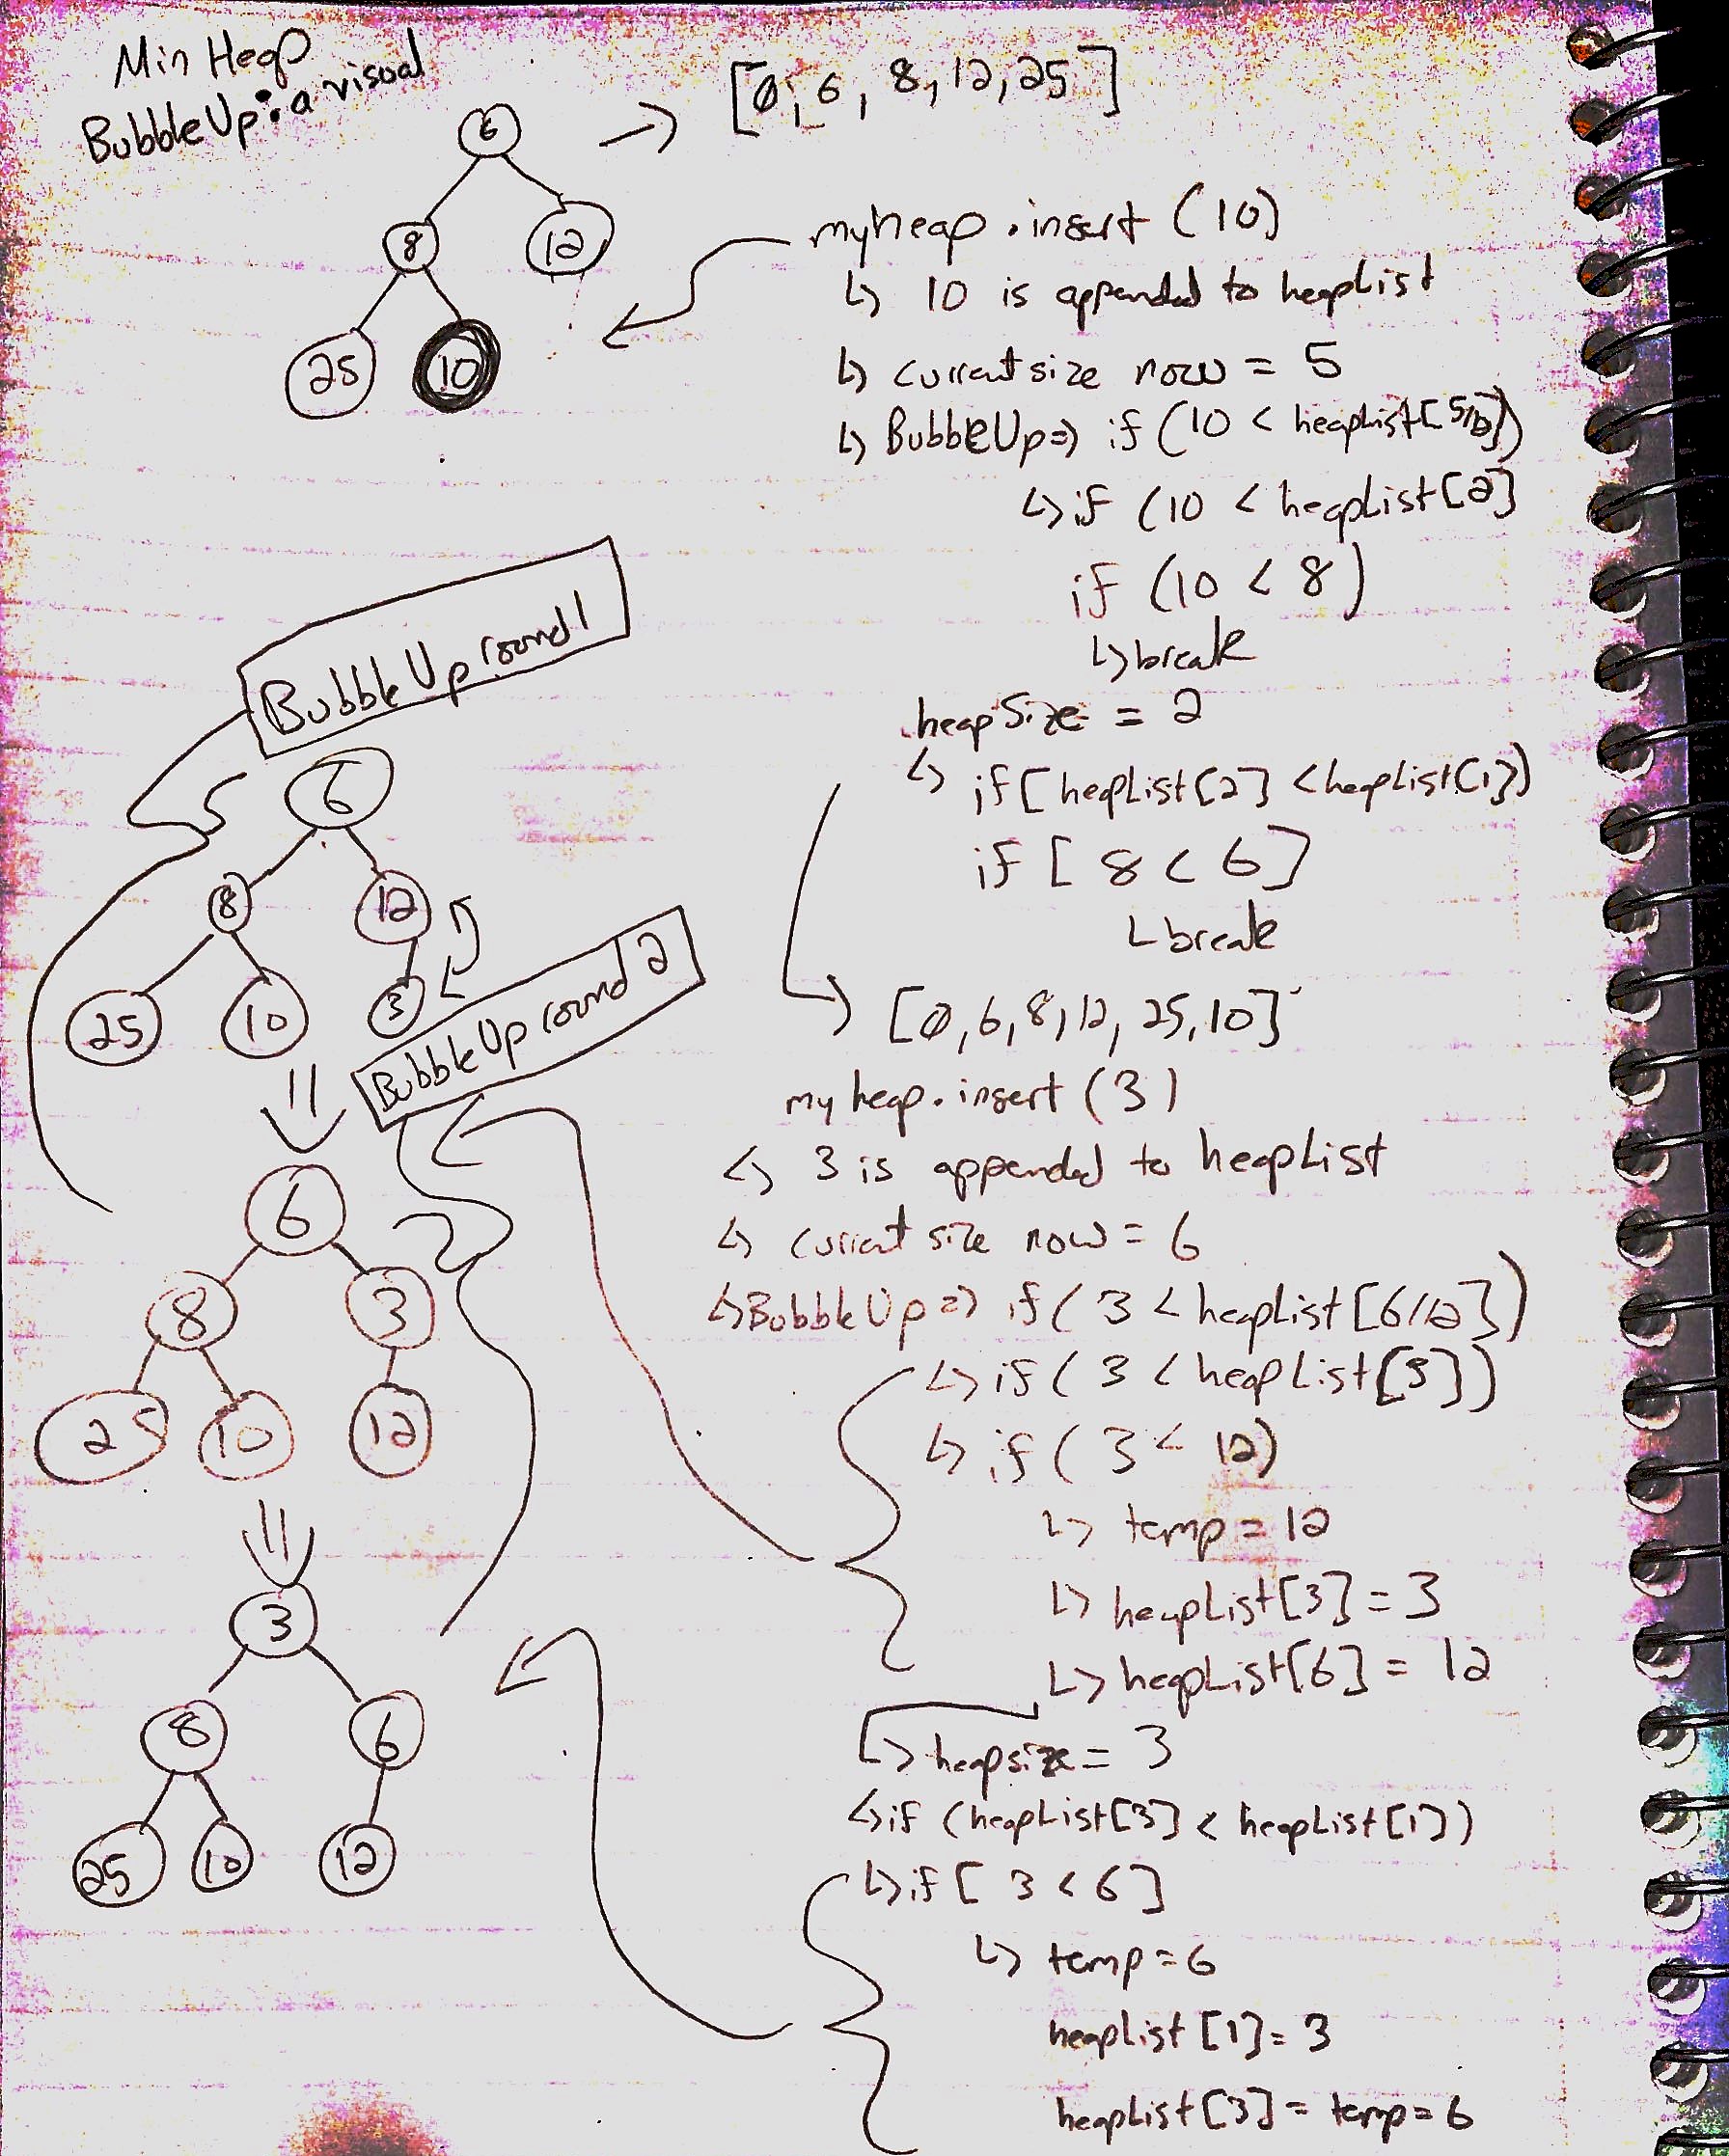 Min Heap
BubbleUp: a visual
[0, 6, 8, 12, 25]
6
8
12
25
10
myheap.insert (10)
↳ 10 is appended to heapList
↳ current size now = 5
↳ BubbleUp => if (10 < heapList[5//2])
↳ if (10 < heapList[2]
if (10 < 8)
↳ break
heapSize = 2
↳ if [heapList[2] < heapList[1])
if [ 8 < 6 ]
↳ break
[0, 6, 8, 12, 25, 10]
BubbleUp round 1
6
8
12
25
10
3
BubbleUp round 2
my heap.insert (3)
↳ 3 is appended to heapList
↳ current size now = 6
↳ BubbleUp => if ( 3 < heapList [6//2])
↳ if ( 3 < heapList [3])
↳ if ( 3 < 12)
↳ temp = 12
↳ heapList[3] = 3
↳ heapList[6] = 12
6
8
3
25
10
12
↳ heapsize = 3
↳ if (heapList[3] < heapList[1])
↳ if [ 3 < 6 ]
↳ temp = 6
heapList [1] = 3
heapList [3] = temp = 6
3
8
6
25
10
12